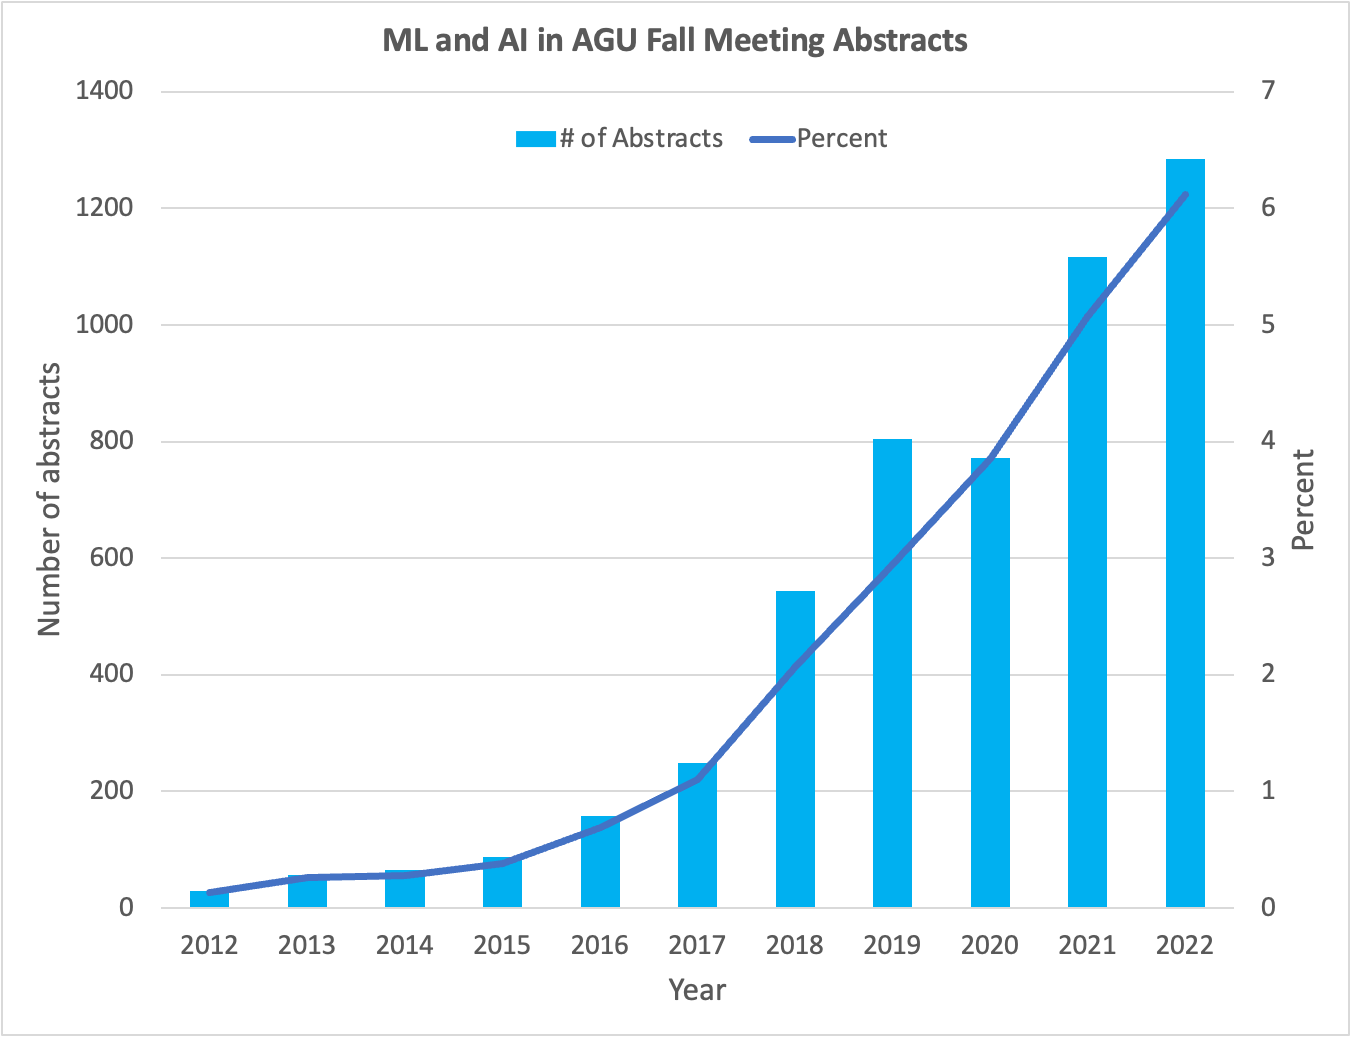 ML and AI in AGU Fall Meeting Abstracts
# of Abstracts Percent
1400
1200
1000
800
600
400
200
0
Number of abstracts
7
6
5
4
3
2
1
0
Percent
2012 2013 2014 2015 2016 2017 2018 2019 2020 2021 2022
Year